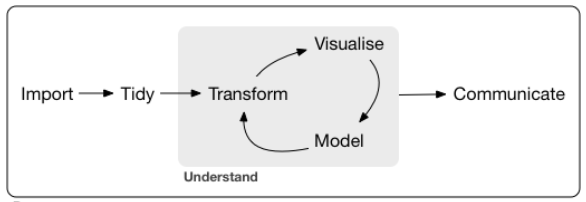 Visualise
Import
Tidy
Transform
Communicate
Model
Understand